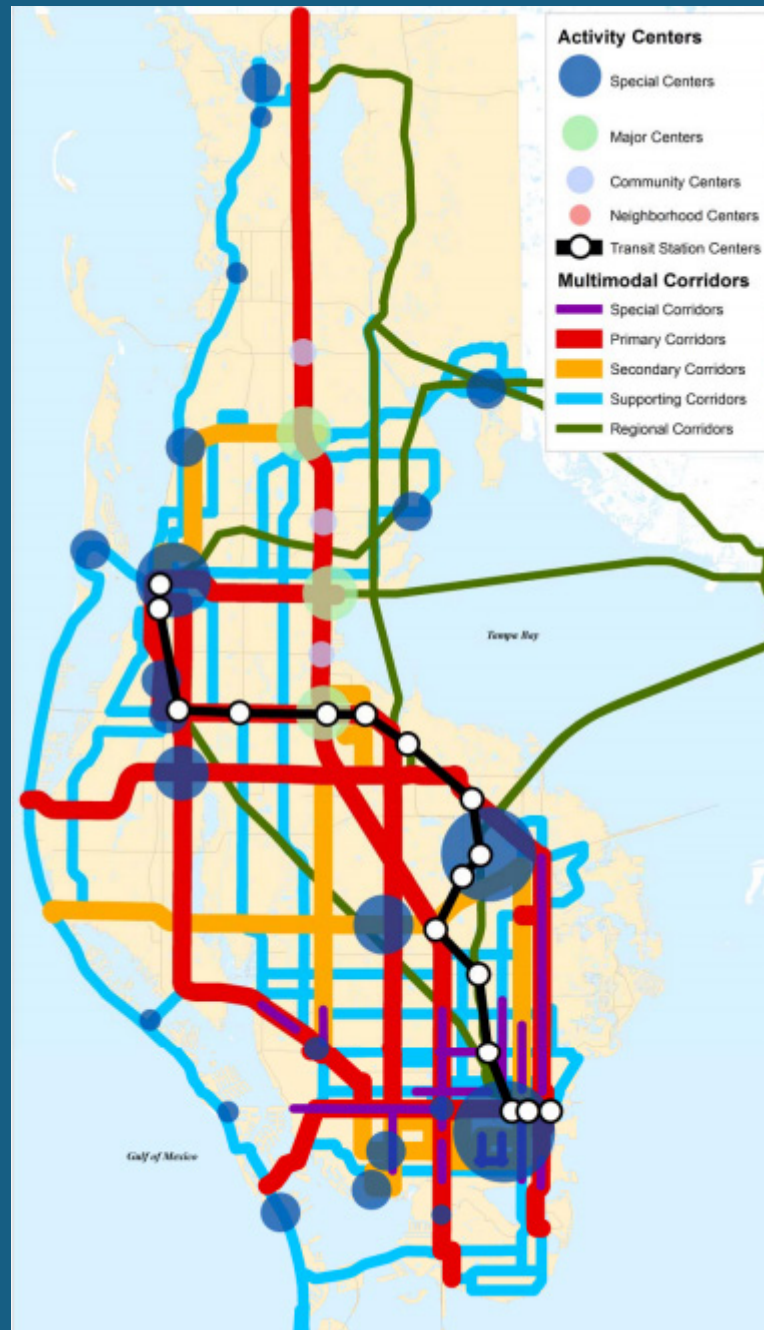 Activity Centers
Special Centers
Major Centers
Community Centers
Neighborhood Centers
Transit Station Centers
Multimodal Corridors
Special Corridors
Primary Corridors
Secondary Corridors
Supporting Corridors
Regional Corridors
Tampa Bay
Gulf of Mexico